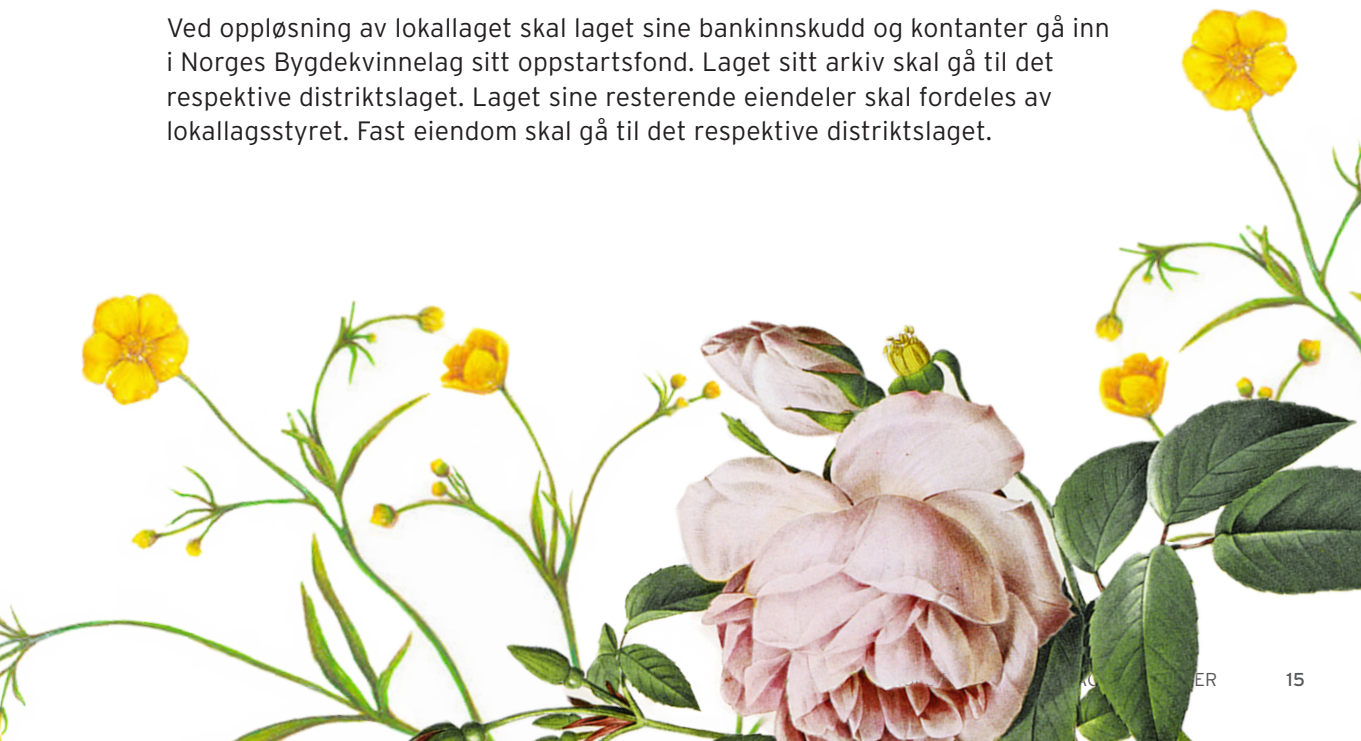 Ved oppløsning av lokallaget skal laget sine bankinnskudd og kontanter gå inn
i Norges Bygdekvinnelag sitt oppstartsfond. Laget sitt arkiv skal gå til det
respektive distriktslaget. Laget sine resterende eiendeler skal fordeles av
lokallagsstyret. Fast eiendom skal gå til det respektive distriktslaget.
15